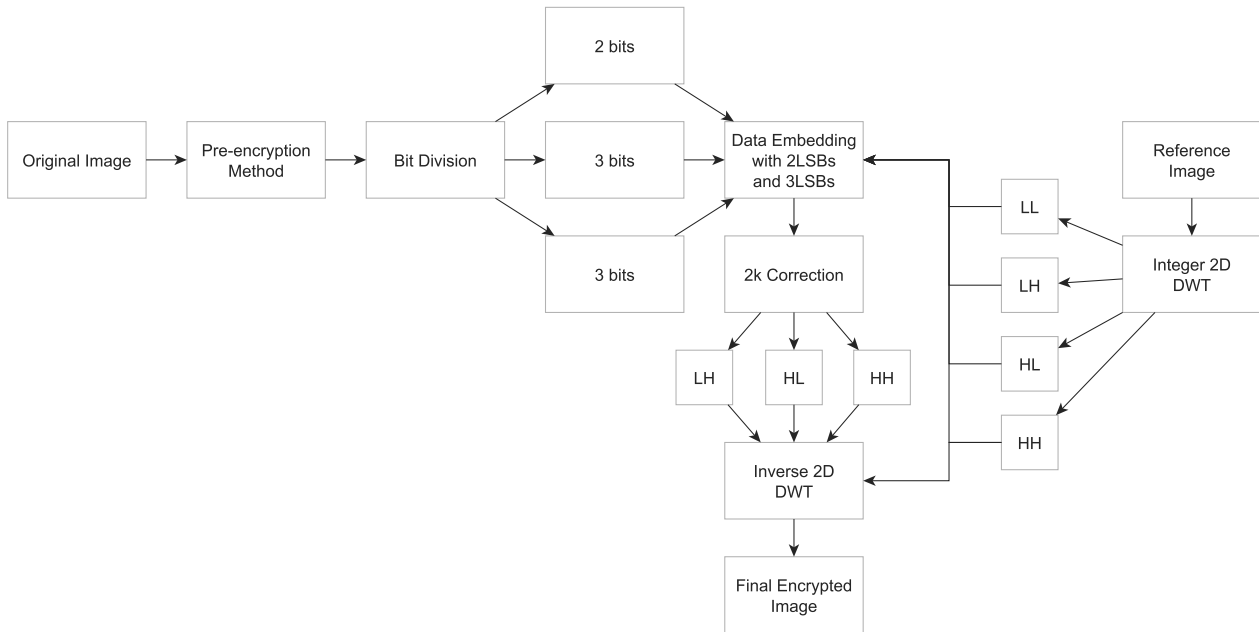 2 bits
Original Image
Pre-encryption
Method
Bit Division
3 bits
Data Embedding
with 2LSBs
and 3LSBs
Reference
Image
LL
3 bits
2k Correction
LH
Integer 2D
DWT
LH
HL
HH
HL
HH
Inverse 2D
DWT
Final Encrypted
Image